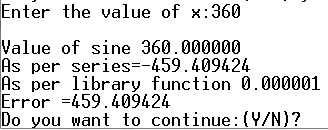 Enter the value of x:360
Value of sine 360.000000
As per series=-459.409424
As per library function 0.000001
Error =459.409424
Do you want to continue:(Y/N)?